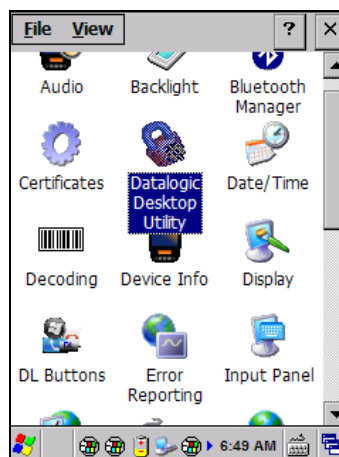 File View ? ×
Audio Backlight Bluetooth
Manager
Certificates Datalogic Date/Time
Desktop
Utility
Decoding Device Info Display
DL Buttons Error Input Panel
Reporting
6:49 AM